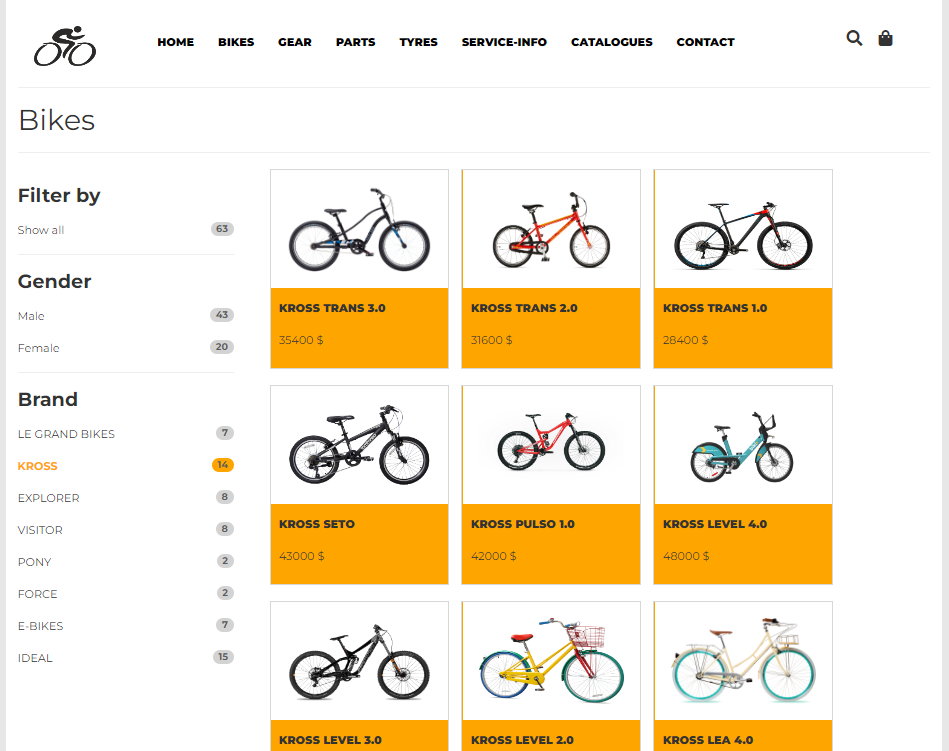 HOME BIKES GEAR PARTS TYRES SERVICE-INFO CATALOGUES CONTACT
Bikes
Filter by
Show all 63
Gender
Male 43
Female 20
Brand
LE GRAND BIKES 7
KROSS 14
EXPLORER 8
VISITOR 8
PONY 2
FORCE 2
E-BIKES 7
IDEAL 15
KROSS TRANS 3.0
35400 $
KROSS TRANS 2.0
31600 $
KROSS TRANS 1.0
28400 $
KROSS SETO
43000 $
KROSS PULSO 1.0
42000 $
KROSS LEVEL 4.0
48000 $
KROSS LEVEL 3.0
KROSS LEVEL 2.0
KROSS LEA 4.0